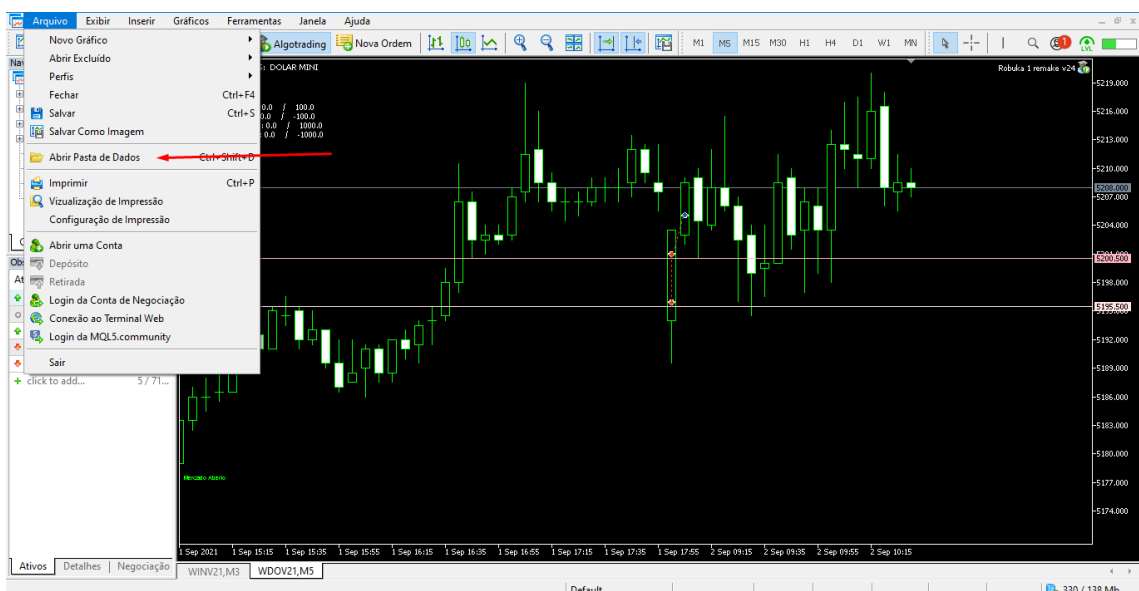 Arquivo Exibir Inserir Gráficos Ferramentas Janela Ajuda
Algotrading Nova Ordem M1 M5 M15 M30 H1 H4 D1 W1 MN 1 LVL
Nav
Novo Gráfico
Abrir Excluído
Perfis
Fechar Ctrl+F4
Salvar Ctrl+S
Salvar Como Imagem
Abrir Pasta de Dados Ctrl+Shift+D
Imprimir Ctrl+P
Vizualização de Impressão
Configuração de Impressão
Abrir uma Conta
Depósito
Retirada
Login da Conta de Negociação
Conexão ao Terminal Web
Login da MQL5.community
Sair
: DOLAR MINI
Robuka 1 remake v24
0.0 / 100.0
0.0 / -100.0
: 0.0 / 1000.0
: 0.0 / -1000.0
5219.000
5216.000
5213.000
5210.000
5208.000
5207.000
5204.000
5200.500
5198.000
5195.500
5192.000
5189.000
5186.000
5183.000
5180.000
5177.000
5174.000
Obs
At
click to add... 5 / 71...
Mercado Aberto
1 Sep 2021 1 Sep 15:15 1 Sep 15:35 1 Sep 15:55 1 Sep 16:15 1 Sep 16:35 1 Sep 16:55 1 Sep 17:15 1 Sep 17:35 1 Sep 17:55 2 Sep 09:15 2 Sep 09:35 2 Sep 09:55 2 Sep 10:15
Ativos Detalhes Negociação
WINV21,M3 WDOV21,M5
Default
330 / 138 Mb